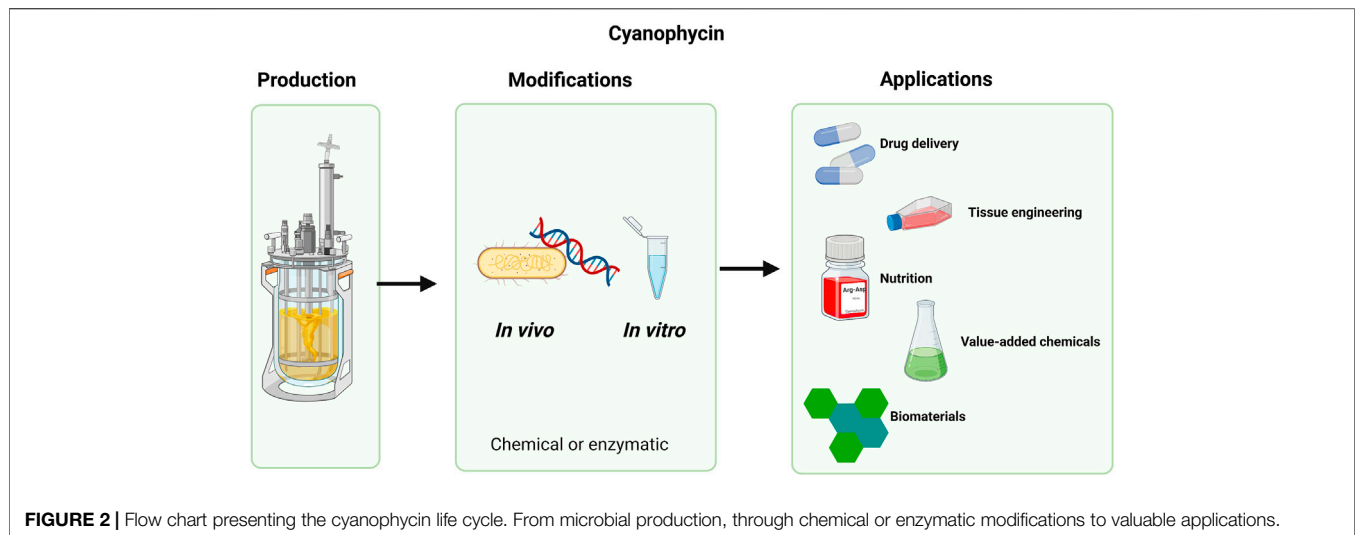 Cyanophycin
Production
Modifications
Applications
Drug delivery
Tissue engineering
Arg-Asp
Nutrition
Value-added chemicals
In vivo
In vitro
Biomaterials
Chemical or enzymatic
FIGURE 2 | Flow chart presenting the cyanophycin life cycle. From microbial production, through chemical or enzymatic modifications to valuable applications.